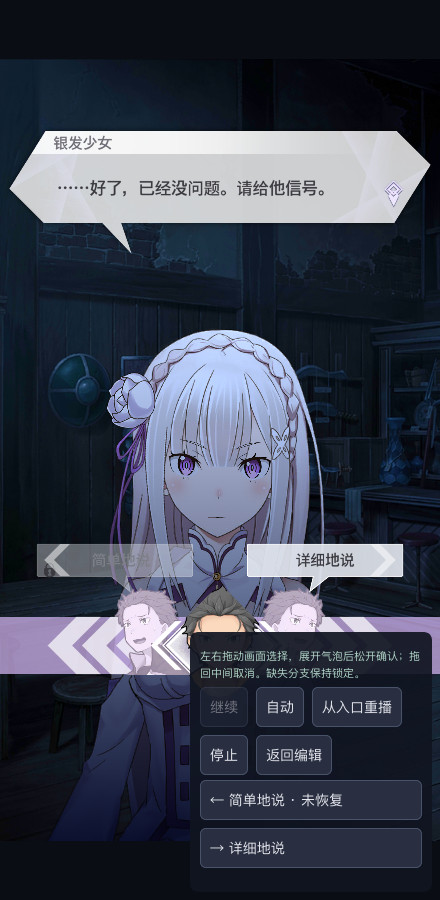 银发少女
……好了，已经没问题。请给他信号。
简单地说
详细地说
左右拖动画面选择，展开气泡后松开确认；拖
回中间取消。缺失分支保持锁定。
继续
自动
从入口重播
停止
返回编辑
← 简单地说 · 未恢复
→ 详细地说